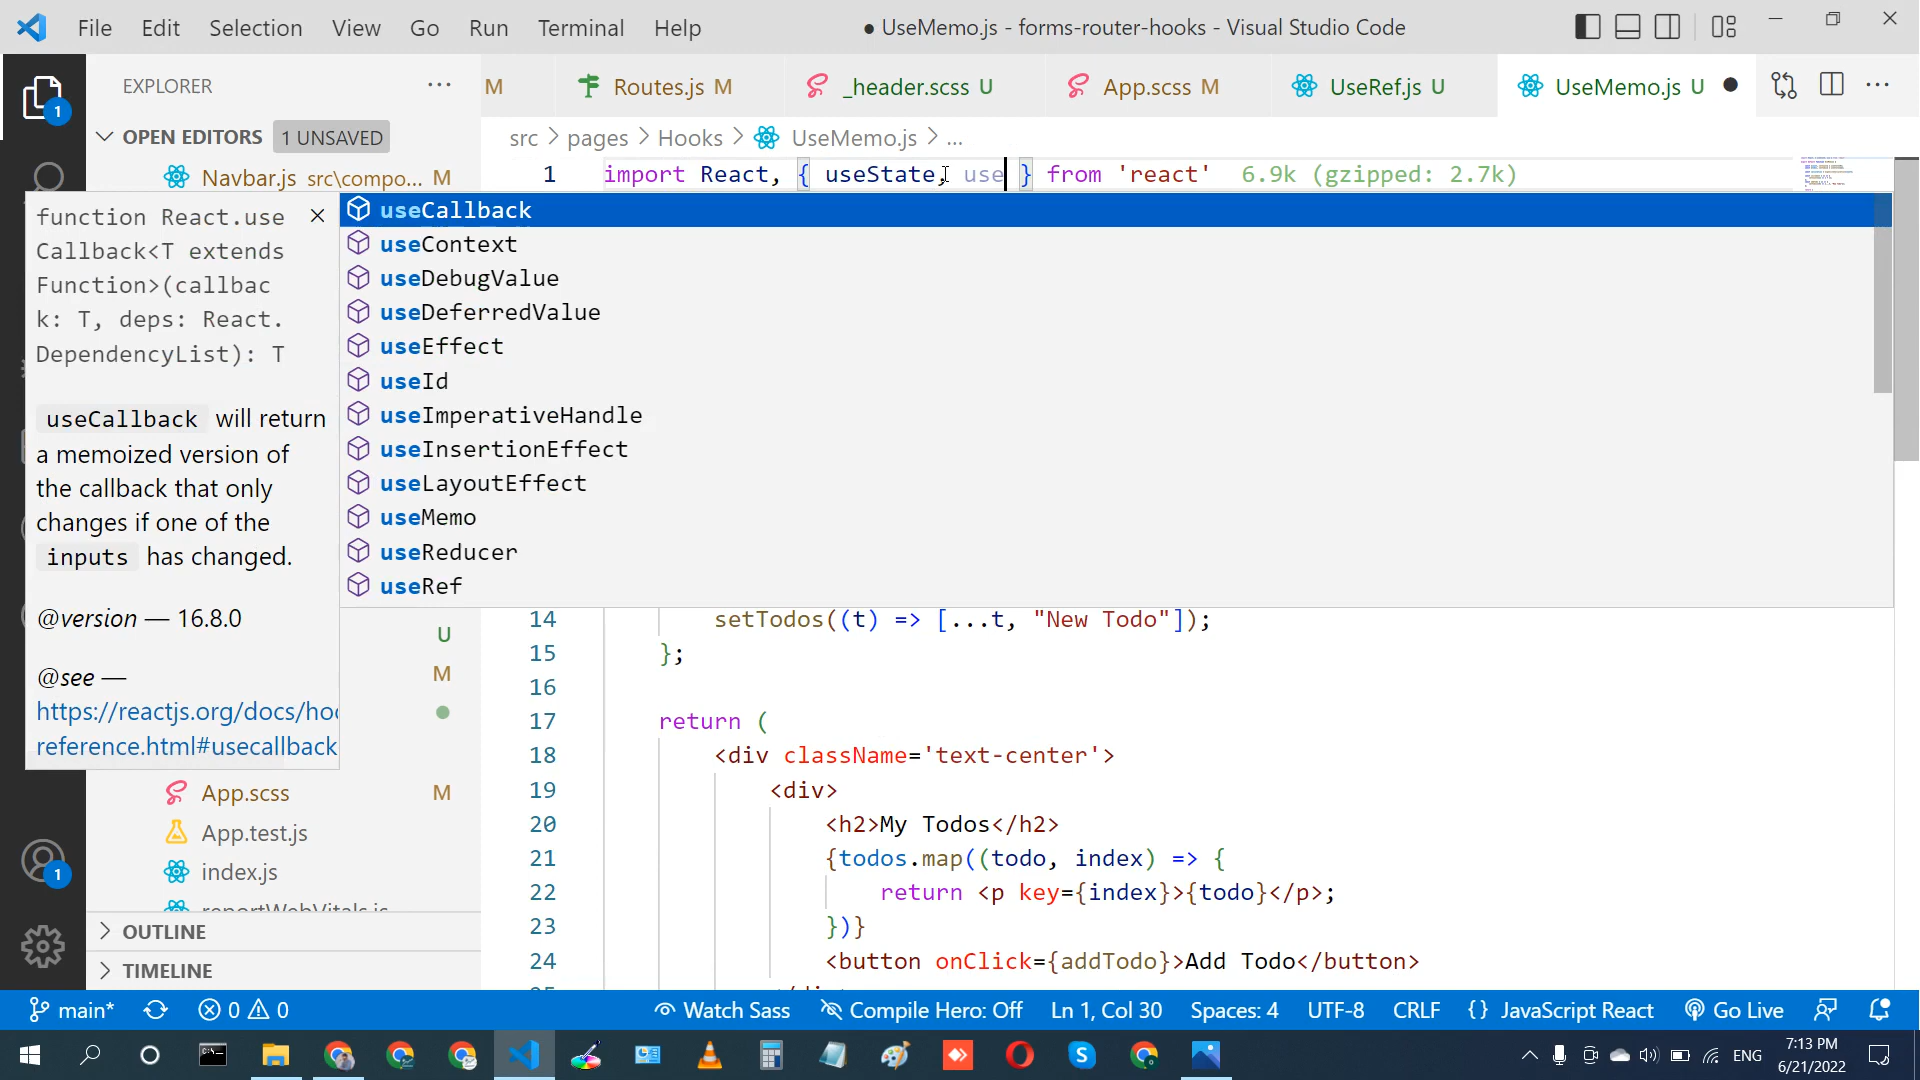 File Edit Selection View Go Run Terminal Help ● UseMemo.js - forms-router-hooks - Visual Studio Code
EXPLORER ···
M Routes.js M _header.scss U App.scss M UseRef.js U UseMemo.js U ● ···
OPEN EDITORS 1 UNSAVED
src > pages > Hooks > UseMemo.js > ...
Navbar.js src\compo... M
1 import React, { useState, use } from 'react' 6.9k (gzipped: 2.7k)
function React.use
Callback<T extends
Function>(callbac
k: T, deps: React.
DependencyList): T
useCallback will return
a memoized version of
the callback that only
changes if one of the
inputs has changed.
@version — 16.8.0
@see —
https://reactjs.org/docs/hoo
reference.html#usecallback
useCallback
useContext
useDebugValue
useDeferredValue
useEffect
useId
useImperativeHandle
useInsertionEffect
useLayoutEffect
useMemo
useReducer
useRef
U
M
App.scss M
App.test.js
index.js
reportWebVitals.js
OUTLINE
TIMELINE
14 setTodos((t) => [...t, "New Todo"]);
15 };
16
17 return (
18 <div className='text-center'>
19 <div>
20 <h2>My Todos</h2>
21 {todos.map((todo, index) => {
22 return <p key={index}>{todo}</p>;
23 })}
24 <button onClick={addTodo}>Add Todo</button>
1
1
main* 0 0 Watch Sass Compile Hero: Off Ln 1, Col 30 Spaces: 4 UTF-8 CRLF {} JavaScript React Go Live
ENG 7:13 PM
6/21/2022